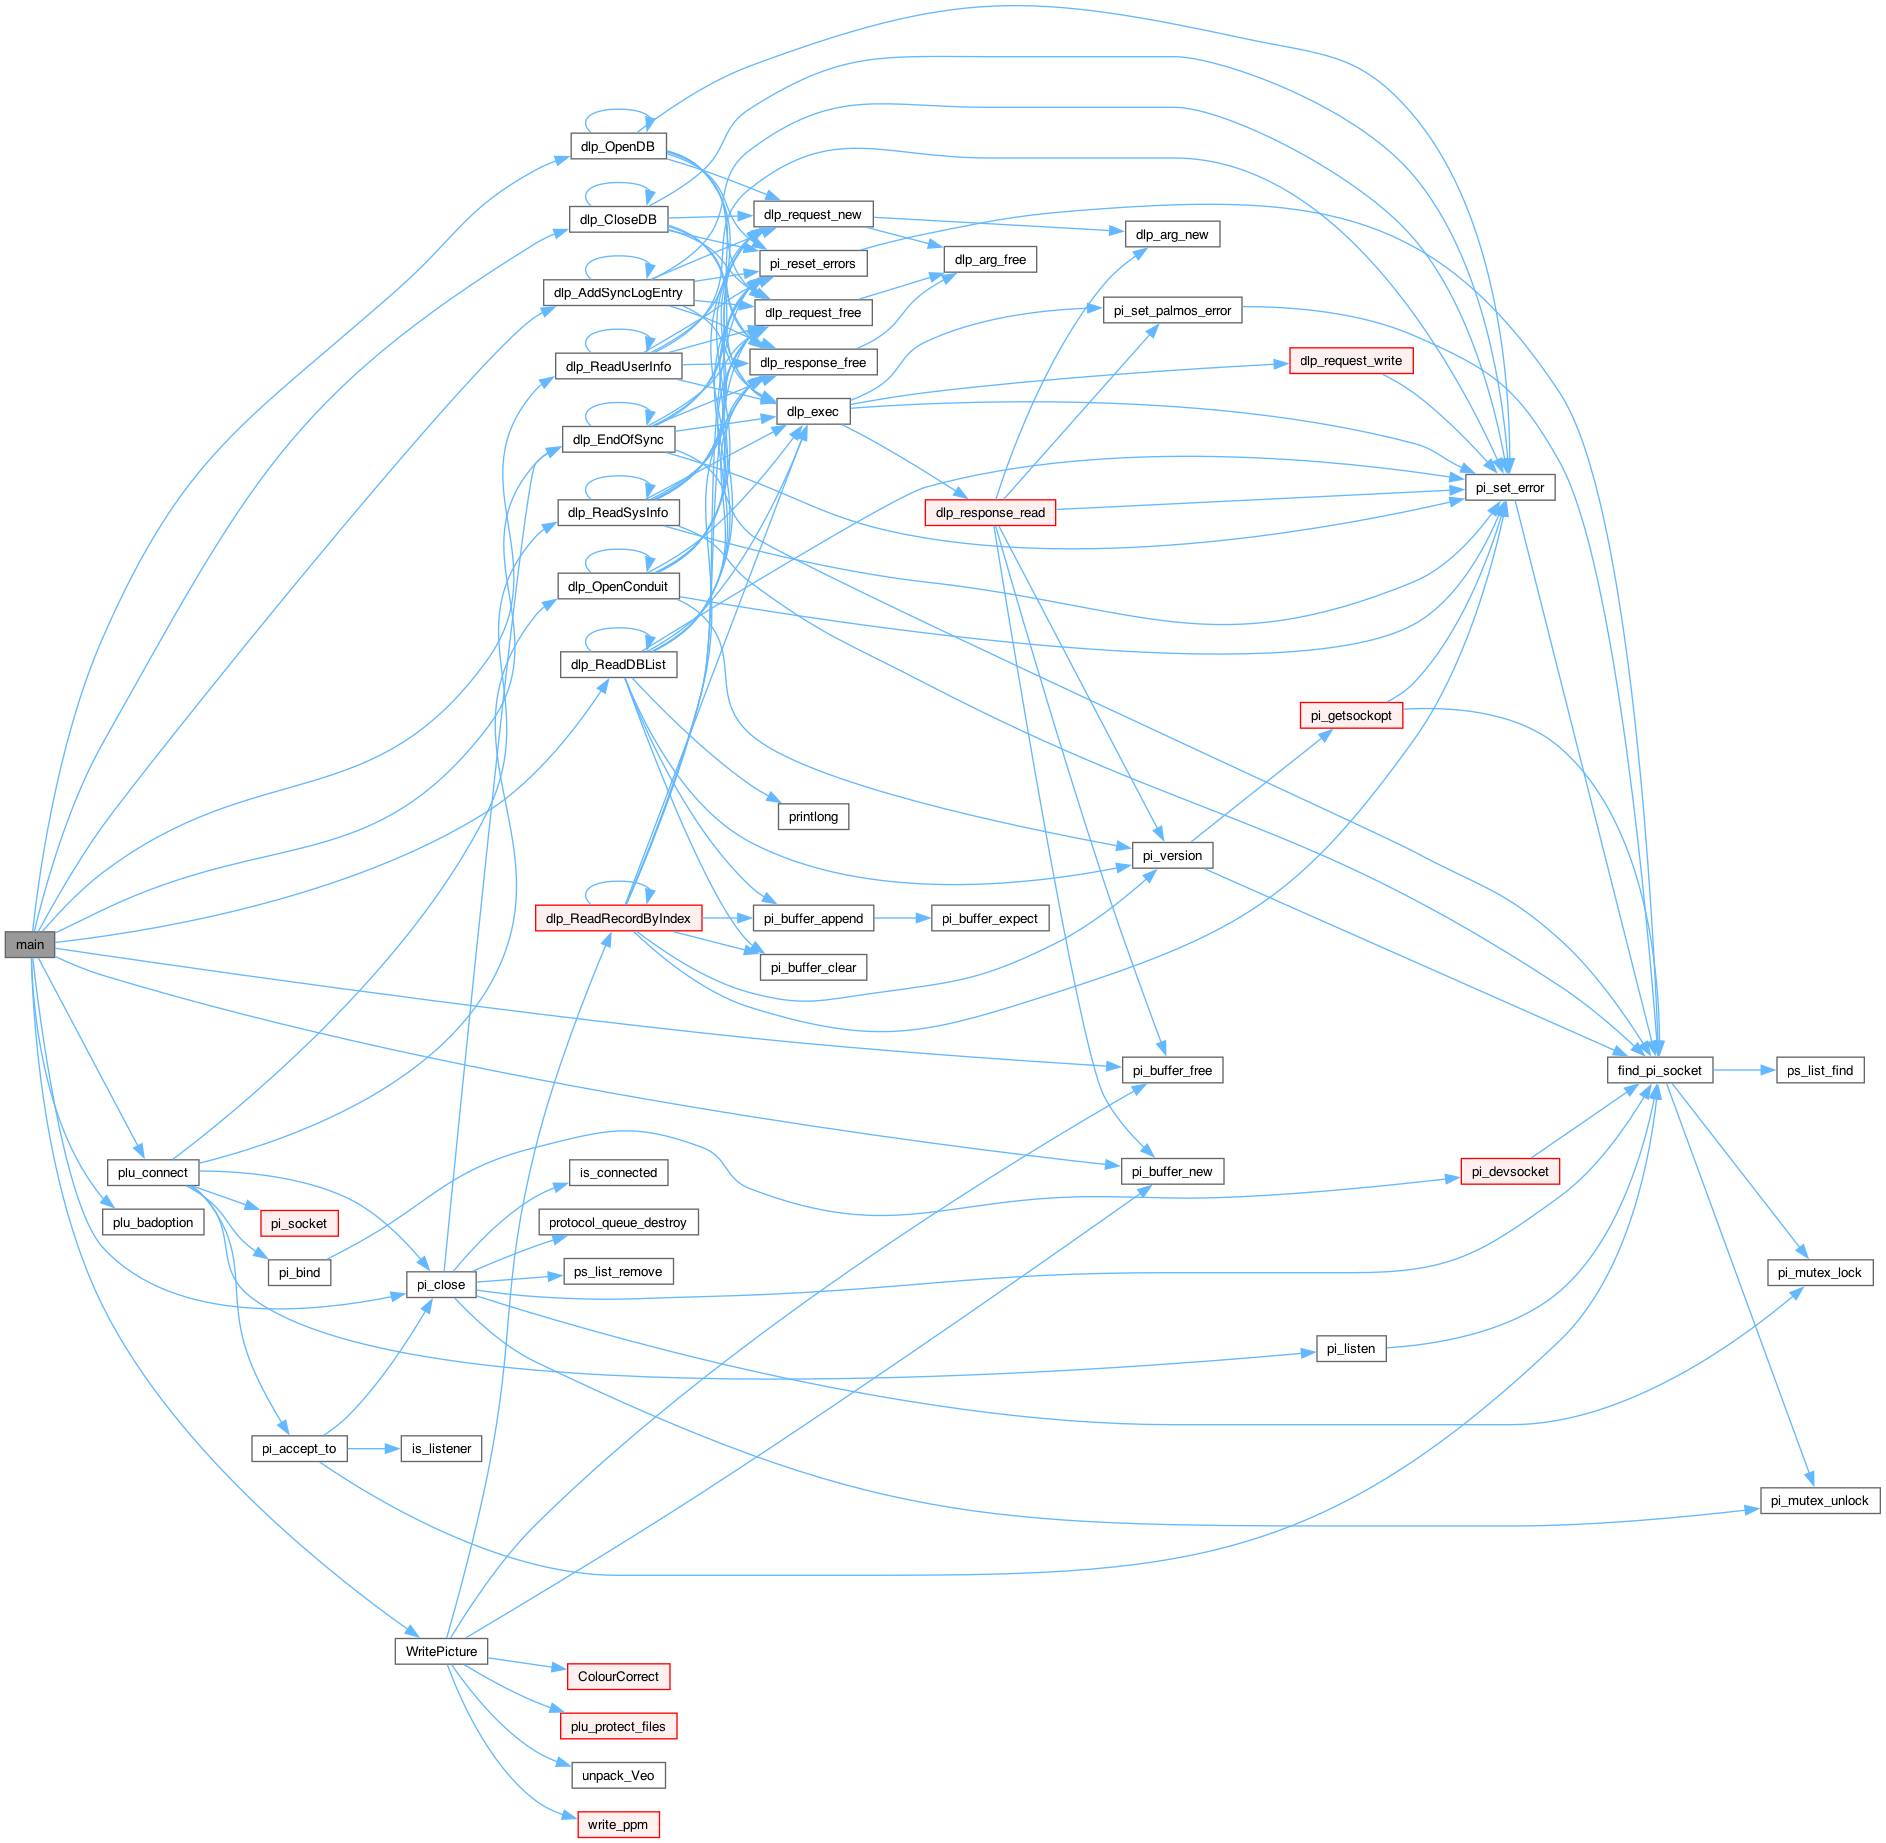 main
plu_connect
plu_badoption
pi_socket
pi_bind
pi_accept_to
pi_close
is_listener
WritePicture
dlp_OpenDB
dlp_CloseDB
dlp_AddSyncLogEntry
dlp_ReadUserInfo
dlp_EndOfSync
dlp_ReadSysInfo
dlp_OpenConduit
dlp_ReadDBList
dlp_ReadRecordByIndex
is_connected
protocol_queue_destroy
ps_list_remove
ColourCorrect
plu_protect_files
unpack_Veo
write_ppm
dlp_request_new
pi_reset_errors
dlp_request_free
dlp_response_free
dlp_exec
printlong
pi_buffer_append
pi_buffer_clear
dlp_arg_free
dlp_response_read
pi_buffer_expect
dlp_arg_new
pi_set_palmos_error
pi_version
pi_buffer_free
pi_buffer_new
dlp_request_write
pi_getsockopt
pi_listen
pi_set_error
pi_devsocket
find_pi_socket
ps_list_find
pi_mutex_lock
pi_mutex_unlock